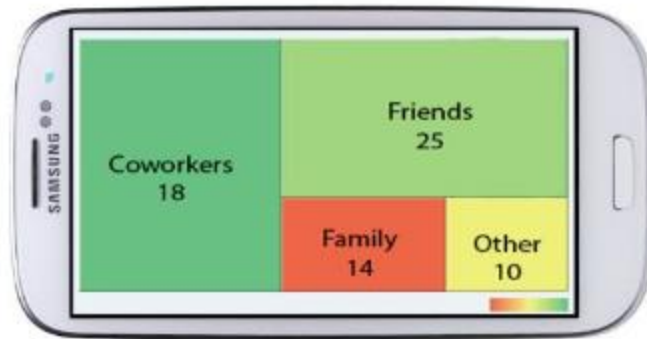 SAMSUNG
Coworkers
18
Friends
25
Family
14
Other
10